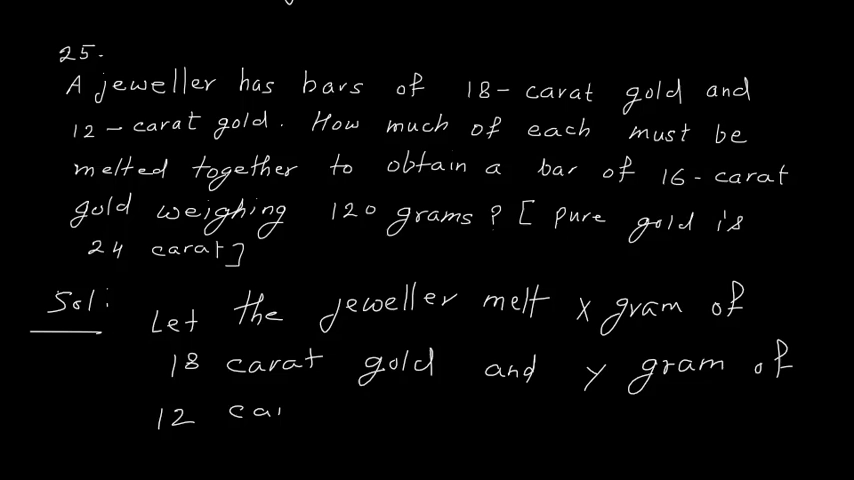 25.
A jeweller has bars of 18-carat gold and
12-carat gold. How much of each must be
melted together to obtain a bar of 16-carat
gold weighing 120 grams? [ pure gold is
24 carat]
Sol: Let the jeweller melt x gram of
18 carat gold and y gram of
12 car